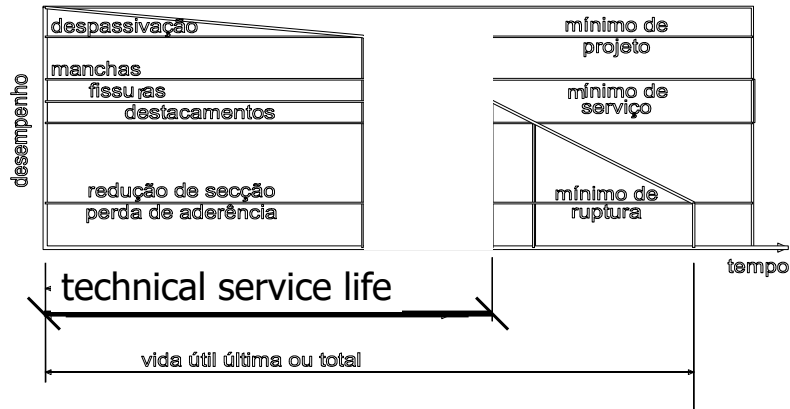 despassivação
mínimo de
projeto
manchas
fissuras
mínimo de
serviço
destacamentos
desempenho
redução de secção
perda de aderência
mínimo de
ruptura
tempo
technical service life
vida útil última ou total